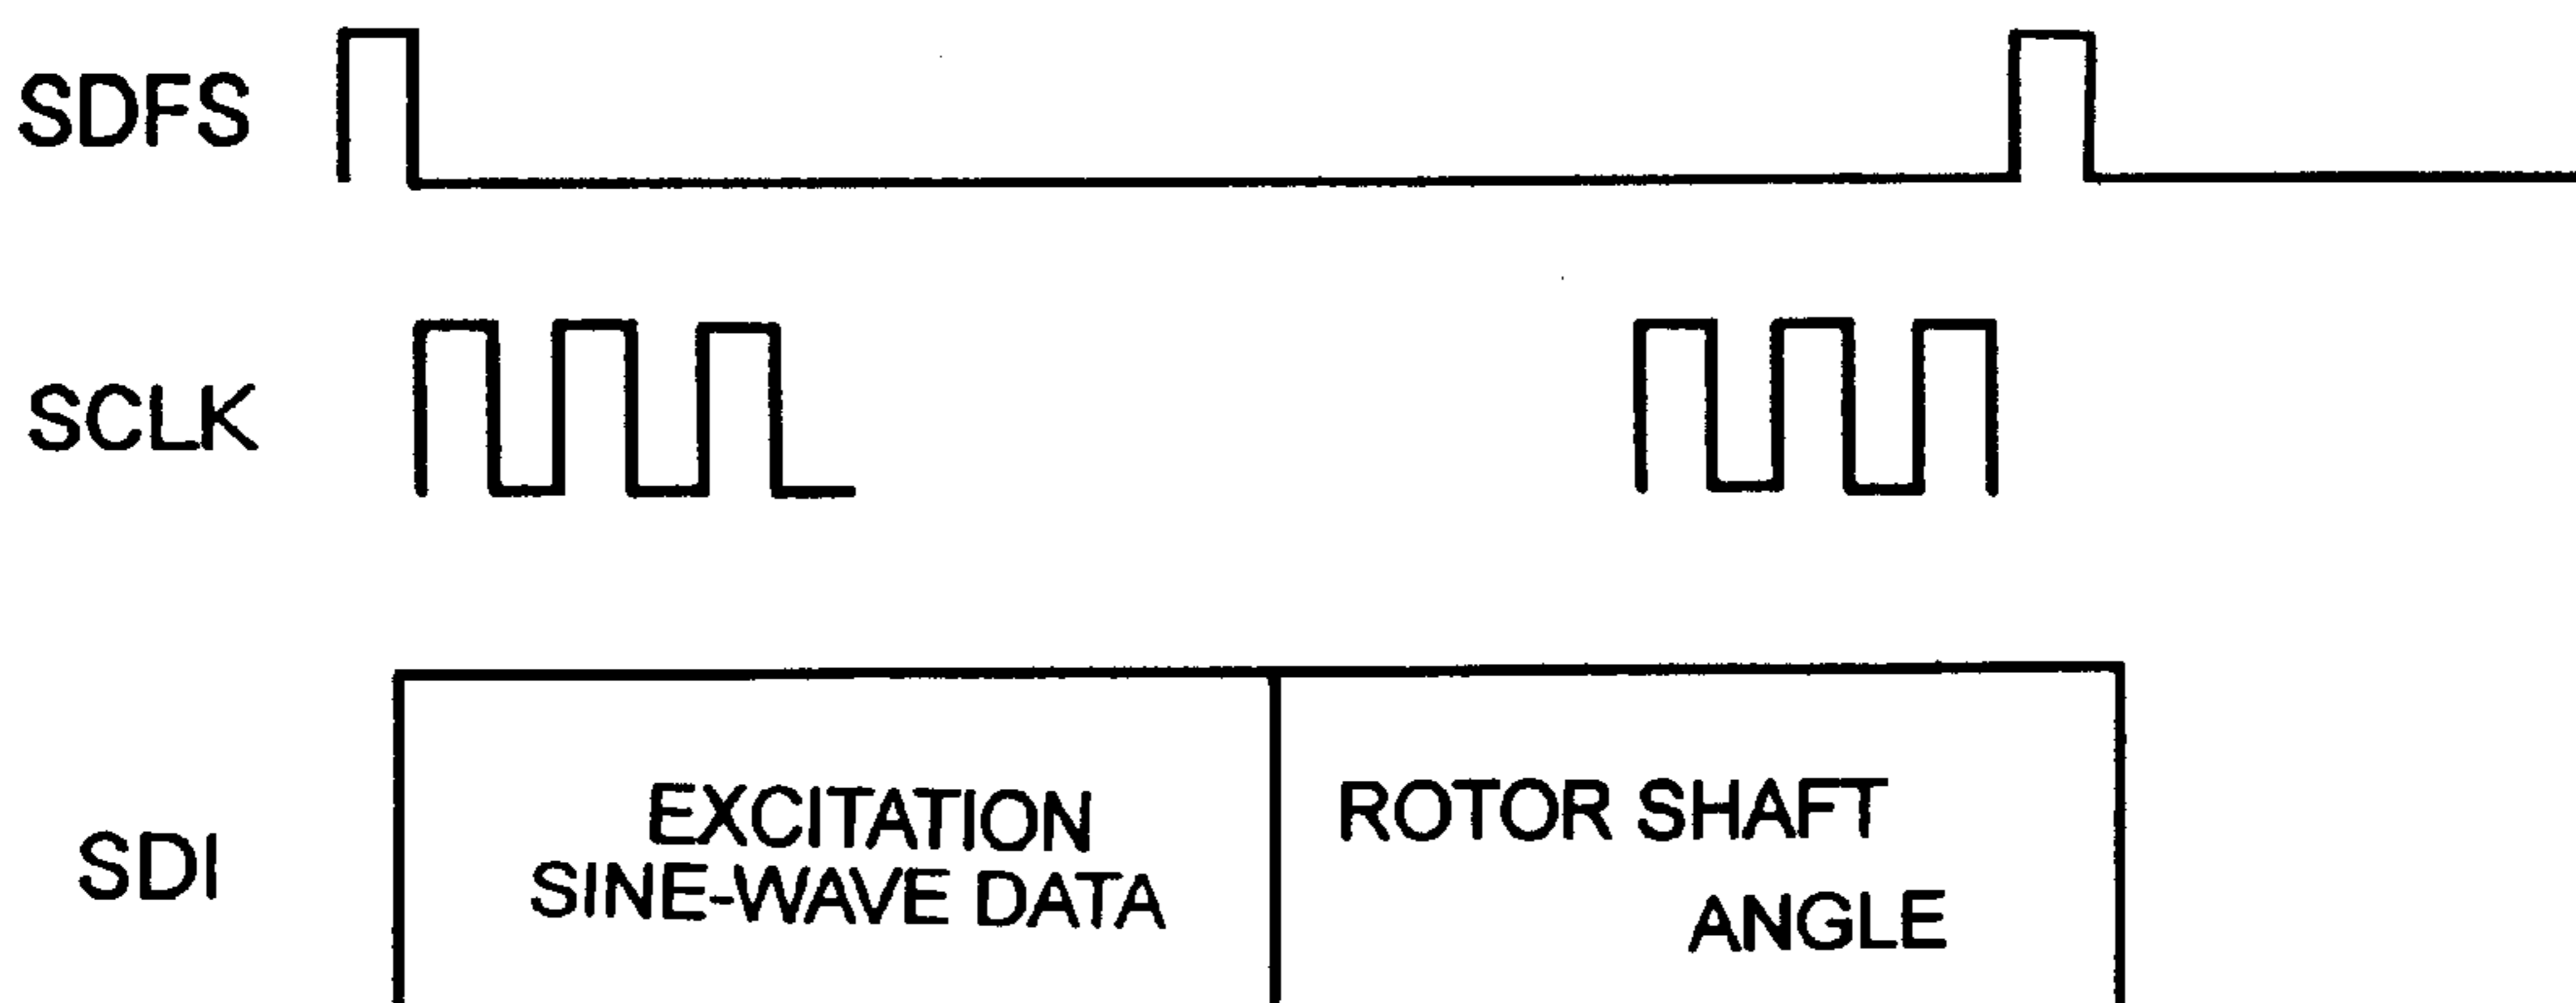 SDFS
SCLK
SDI
EXCITATION
SINE-WAVE DATA
ROTOR SHAFT
ANGLE